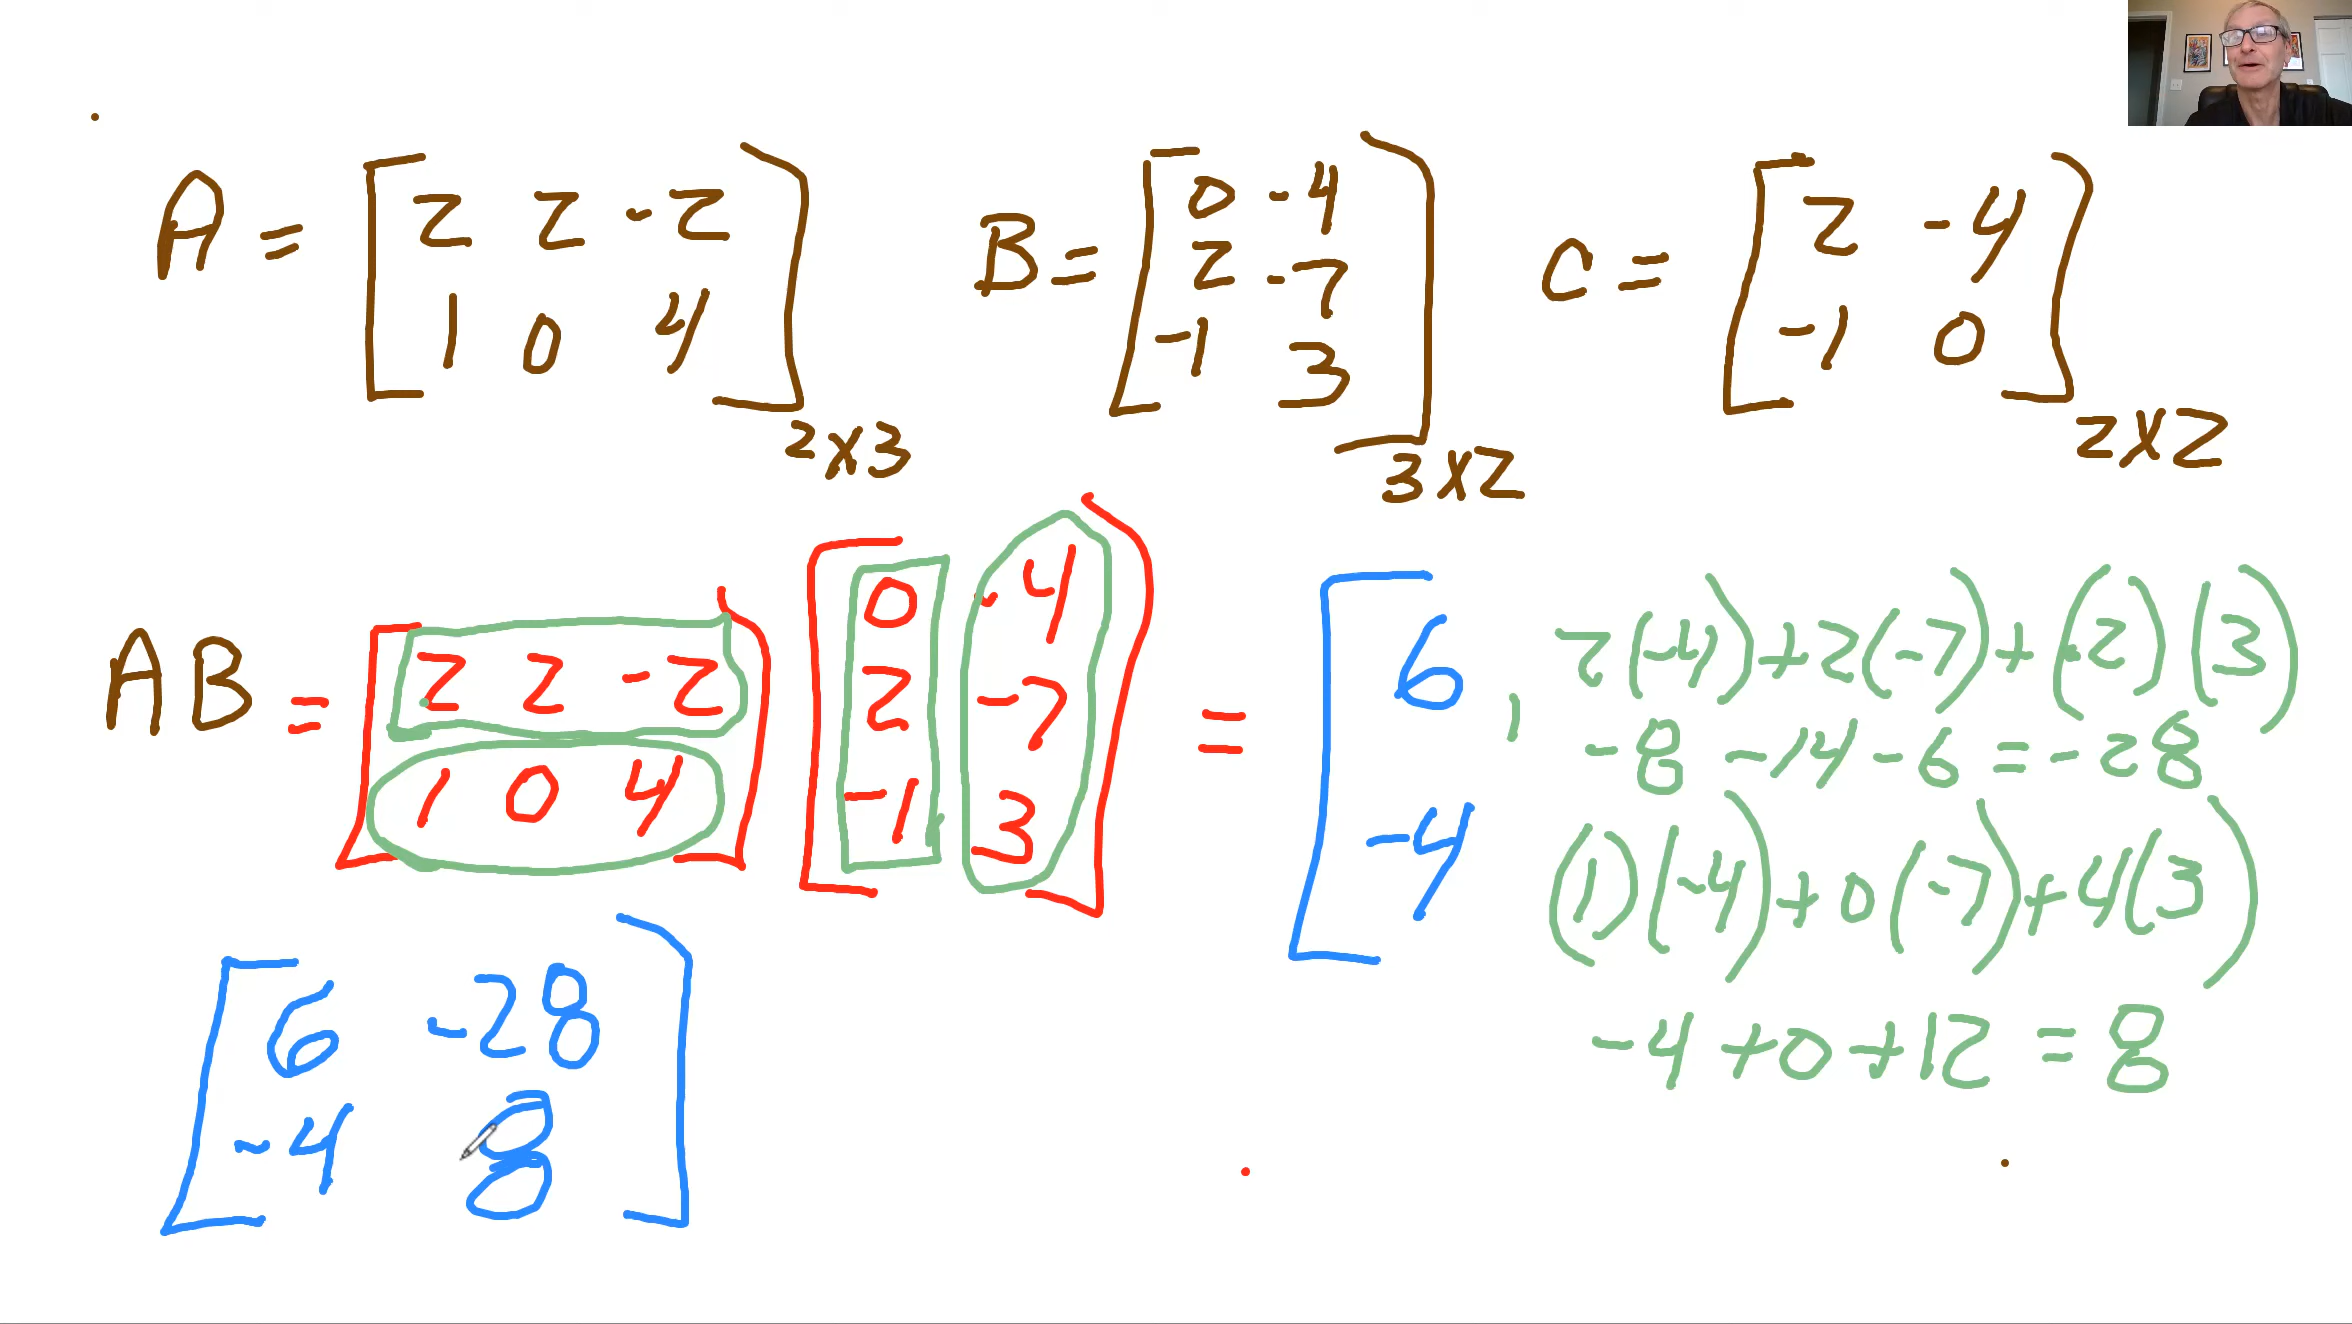 A = [ 2 2 -2 ] B = [ 0 -4 ] C = [ 2 -4 ]
[ 1 0 4 ] 2x3 [ 2 -7 ] [ -1 0 ] 2x2
[ -1 3 ] 3x2
AB = [ 2 2 -2 ] [ 0 -4 ] = [ 6 , 2(-4)+2(-7)+(-2)(3)
[ 1 0 4 ] [ 2 -7 ] -8 -14 -6 = -28
[ -1 3 ] [ -4 (1)(-4)+0(-7)+4(3)
-4 +0 +12 = 8
[ 6 -28 ]
[ -4 8 ]